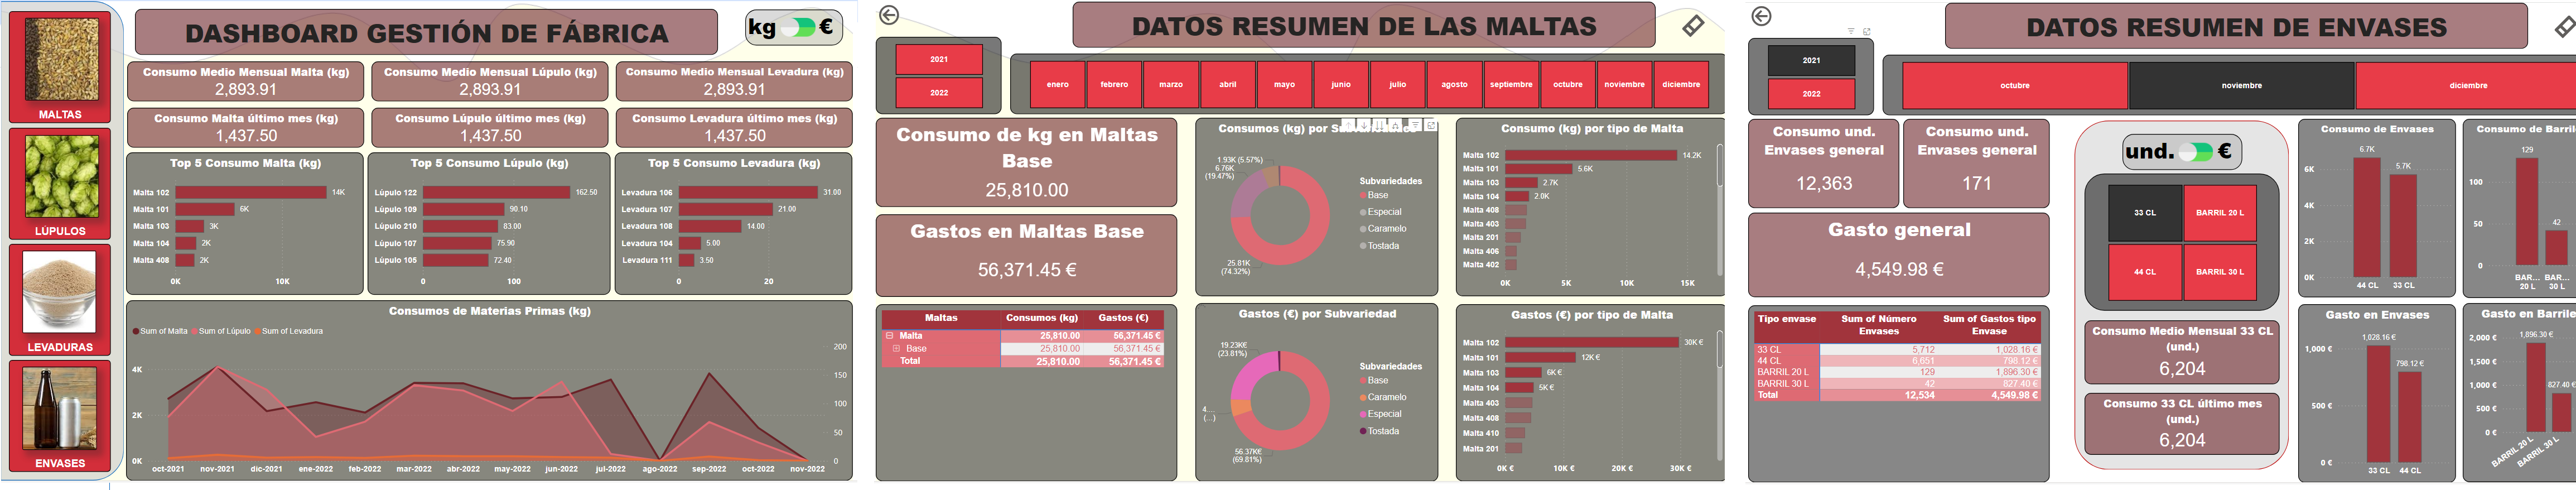 MALTAS
LÚPULOS
LEVADURAS
ENVASES
DASHBOARD GESTIÓN DE FÁBRICA
kg €
Consumo Medio Mensual Malta (kg)
2,893.91
Consumo Medio Mensual Lúpulo (kg)
2,893.91
Consumo Medio Mensual Levadura (kg)
2,893.91
Consumo Malta último mes (kg)
1,437.50
Consumo Lúpulo último mes (kg)
1,437.50
Consumo Levadura último mes (kg)
1,437.50
Top 5 Consumo Malta (kg)
Malta 102 14K
Malta 101 6K
Malta 103 3K
Malta 104 2K
Malta 408 2K
0K 10K
Top 5 Consumo Lúpulo (kg)
Lúpulo 122 162.50
Lúpulo 109 90.10
Lúpulo 210 83.00
Lúpulo 107 75.90
Lúpulo 105 72.40
0 100
Top 5 Consumo Levadura (kg)
Levadura 106 31.00
Levadura 107 21.00
Levadura 108 14.00
Levadura 104 5.00
Levadura 111 3.50
0 20
Consumos de Materias Primas (kg)
Sum of Malta Sum of Lúpulo Sum of Levadura
4K
2K
0K
200
150
100
50
0
oct-2021 nov-2021 dic-2021 ene-2022 feb-2022 mar-2022 abr-2022 may-2022 jun-2022 jul-2022 ago-2022 sep-2022 oct-2022 nov-2022
DATOS RESUMEN DE LAS MALTAS
2021
2022
enero febrero marzo abril mayo junio julio agosto septiembre octubre noviembre diciembre
Consumo de kg en Maltas
Base
25,810.00
Gastos en Maltas Base
56,371.45 €
Maltas Consumos (kg) Gastos (€)
Malta 25,810.00 56,371.45 €
Base 25,810.00 56,371.45 €
Total 25,810.00 56,371.45 €
Consumos (kg) por Subvariedades
1.93K (5.57%)
6.76K
(19.47%)
25.81K
(74.32%)
Subvariedades
Base
Especial
Caramelo
Tostada
Consumo (kg) por tipo de Malta
Malta 102 14.2K
Malta 101 5.6K
Malta 103 2.7K
Malta 104 2.0K
Malta 408
Malta 403
Malta 201
Malta 406
Malta 402
0K 5K 10K 15K
Gastos (€) por Subvariedad
19.23K
(23.81%)
4....
(...)
56.37K
(69.81%)
Subvariedades
Base
Caramelo
Especial
Tostada
Gastos (€) por tipo de Malta
Malta 102 30K €
Malta 101 12K €
Malta 103 6K €
Malta 104 5K €
Malta 403
Malta 408
Malta 410
Malta 201
0K € 10K € 20K € 30K €
DATOS RESUMEN DE ENVASES
2021
2022
octubre noviembre diciembre
Consumo und.
Envases general
12,363
Consumo und.
Envases general
171
Gasto general
4,549.98 €
Tipo envase Sum of Número Sum of Gastos tipo
Envases Envase
33 CL 5,712 1,028.16 €
44 CL 6,651 798.12 €
BARRIL 20 L 129 1,896.30 €
BARRIL 30 L 42 827.40 €
Total 12,534 4,549.98 €
und. €
33 CL BARRIL 20 L
44 CL BARRIL 30 L
Consumo Medio Mensual 33 CL
(und.)
6,204
Consumo 33 CL último mes
(und.)
6,204
Consumo de Envases
6.7K
5.7K
6K
4K
2K
0K
44 CL 33 CL
Consumo de Barrile
129
42
100
50
0
BAR... BAR...
20 L 30 L
Gasto en Envases
1,028.16 €
798.12 €
1,000 €
500 €
0 €
33 CL 44 CL
Gasto en Barrile
1,896.30 €
827.40 €
2,000 €
1,500 €
1,000 €
500 €
0 €
BARRIL 20 L BARRIL 30 L